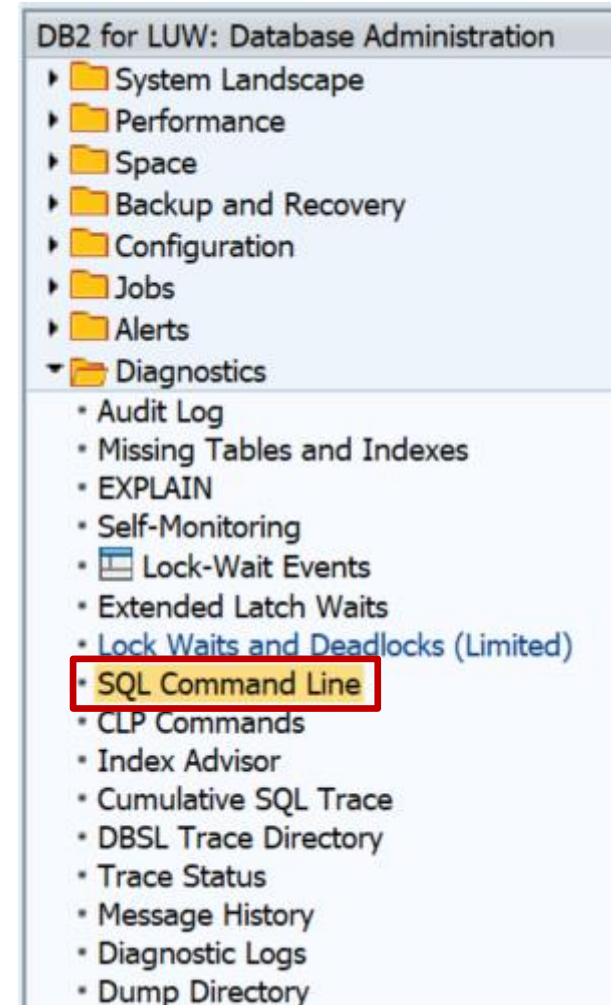 DB2 for LUW: Database Administration
System Landscape
Performance
Space
Backup and Recovery
Configuration
Jobs
Alerts
Diagnostics
Audit Log
Missing Tables and Indexes
EXPLAIN
Self-Monitoring
Lock-Wait Events
Extended Latch Waits
Lock Waits and Deadlocks (Limited)
SQL Command Line
CLP Commands
Index Advisor
Cumulative SQL Trace
DBSL Trace Directory
Trace Status
Message History
Diagnostic Logs
Dump Directory